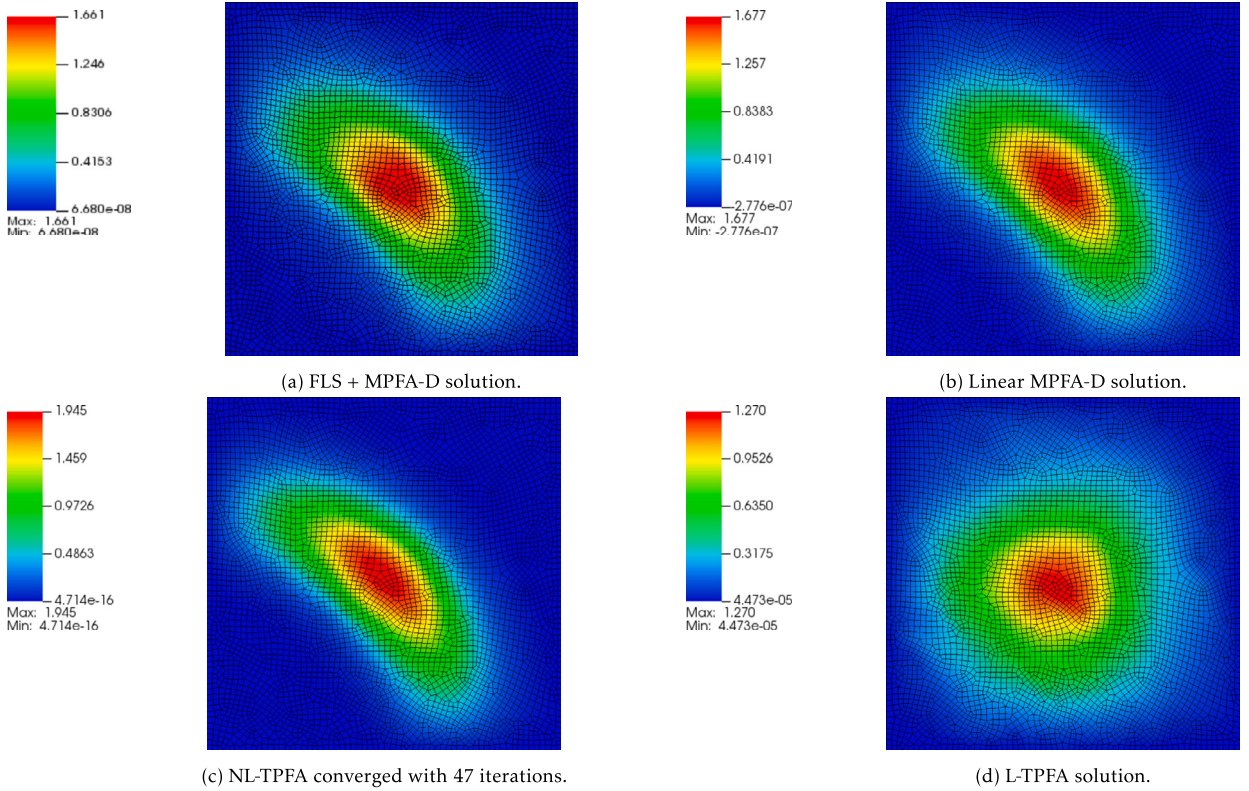 1.661
1.246
0.8306
0.4153
6.680e-08
Max: 1.661
Min: 6.680e-08
1.677
1.257
0.8383
0.4191
-2.776e-07
Max: 1.677
Min: -2.776e-07
(a) FLS + MPFA-D solution.
(b) Linear MPFA-D solution.
1.945
1.459
0.9726
0.4863
4.714e-16
Max: 1.945
Min: 4.714e-16
1.270
0.9526
0.6350
0.3175
4.473e-05
Max: 1.270
Min: 4.473e-05
(c) NL-TPFA converged with 47 iterations.
(d) L-TPFA solution.